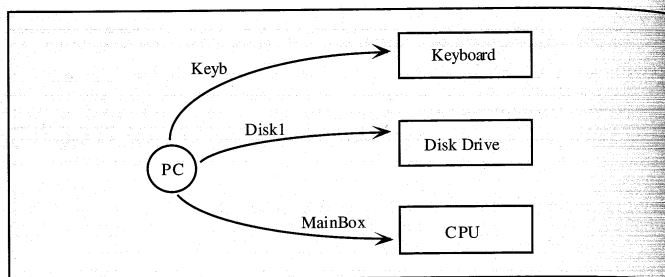 Keyboard
Keyb
Disk1
Disk Drive
PC
MainBox
CPU